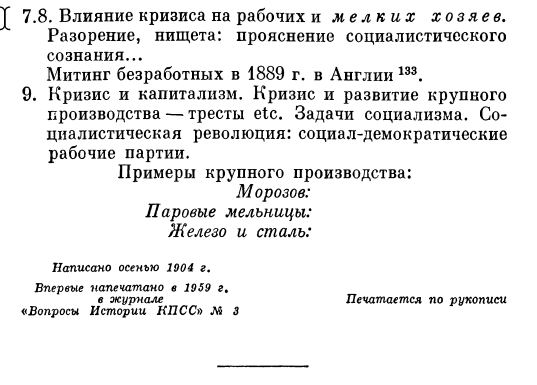 7.8. Влияние кризиса на рабочих и мелких хозяев.
Разорение, нищета: прояснение социалистического
сознания...
Митинг безработных в 1889 г. в Англии 133.
9. Кризис и капитализм. Кризис и развитие крупного
производства — тресты etc. Задачи социализма. Со-
циалистическая революция: социал-демократические
рабочие партии.
Примеры крупного производства:
Морозов:
Паровые мельницы:
Железо и сталь:
Написано осенью 1904 г.
Впервые напечатано в 1959 г.
в журнале
«Вопросы Истории КПСС» № 3
Печатается по рукописи